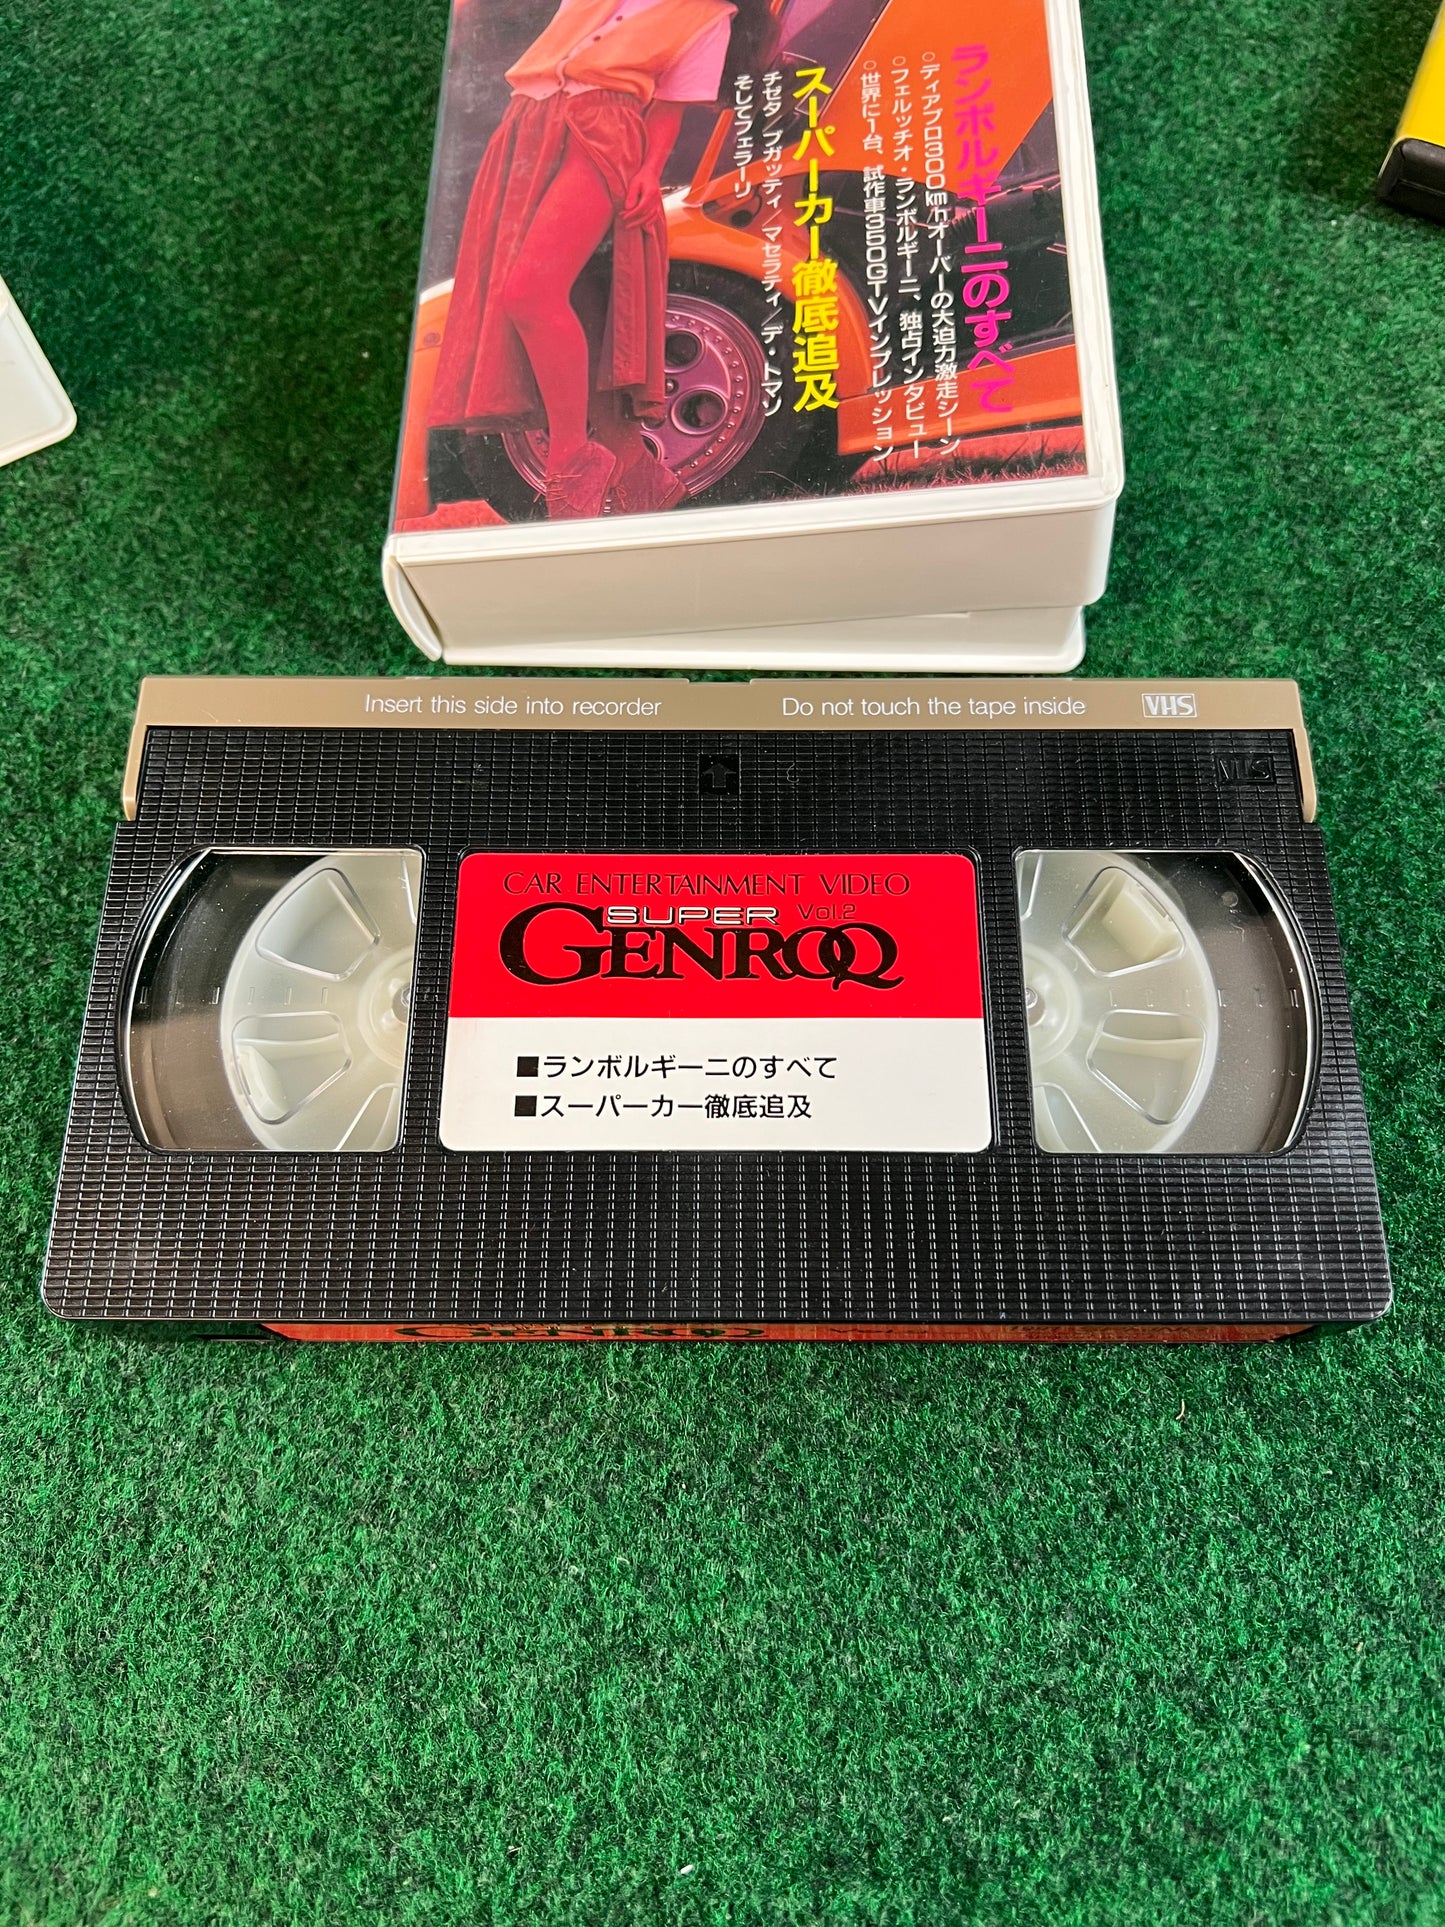 ランボルギーニのすべて
○ディアブロ300km/hオーバーの大迫力激走シーン
○フェルッチオ・ランボルギーニ、独占インタビュー
○世界に1台、試作車350GTVインプレッション
スーパーカー徹底追及
チゼタ/ブガッティ/マセラティ/デ・トマソ
そしてフェラーリ
Insert this side into recorder Do not touch the tape inside VHS
VHS
CAR ENTERTAINMENT VIDEO
SUPER Vol.2
GENROQ
■ランボルギーニのすべて
■スーパーカー徹底追及
GENROQ